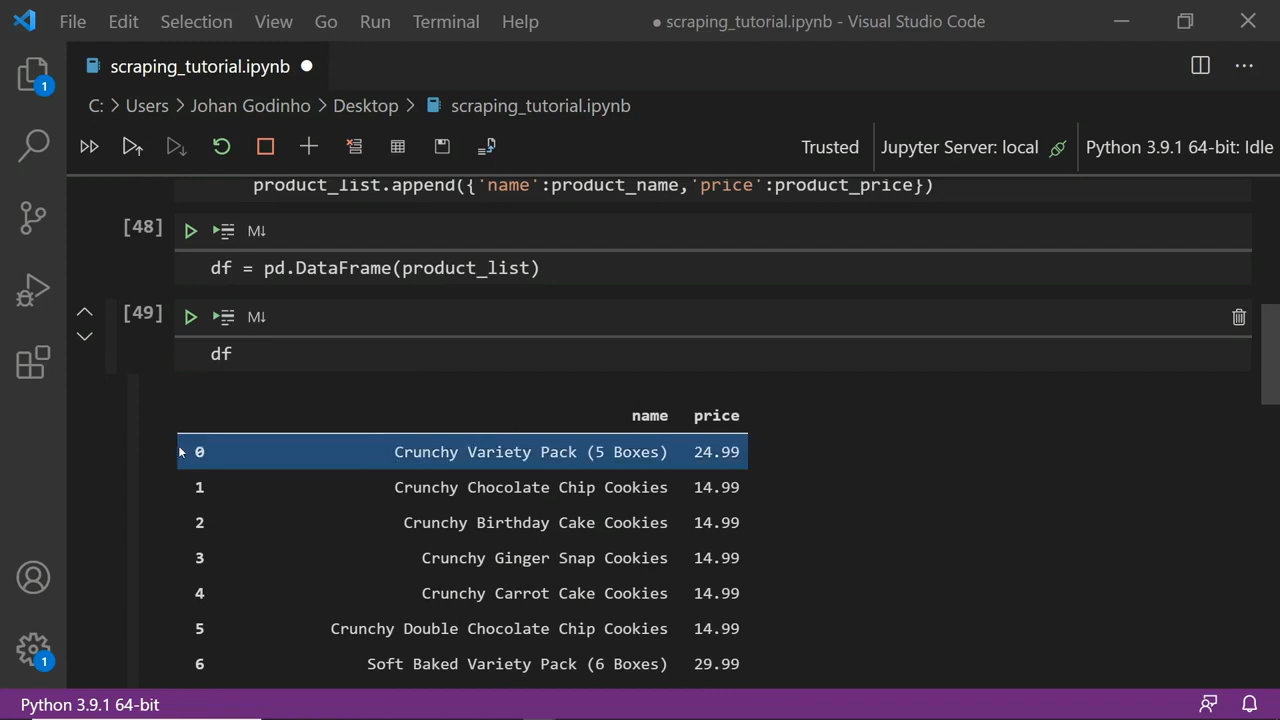 File Edit Selection View Go Run Terminal Help ● scraping_tutorial.ipynb - Visual Studio Code
scraping_tutorial.ipynb
C: > Users > Johan Godinho > Desktop > scraping_tutorial.ipynb
Trusted Jupyter Server: local Python 3.9.1 64-bit: Idle
product_list.append({'name':product_name,'price':product_price})
[48] M↓
df = pd.DataFrame(product_list)
[49] M↓
df
name price
0 Crunchy Variety Pack (5 Boxes) 24.99
1 Crunchy Chocolate Chip Cookies 14.99
2 Crunchy Birthday Cake Cookies 14.99
3 Crunchy Ginger Snap Cookies 14.99
4 Crunchy Carrot Cake Cookies 14.99
5 Crunchy Double Chocolate Chip Cookies 14.99
6 Soft Baked Variety Pack (6 Boxes) 29.99
1
1
Python 3.9.1 64-bit